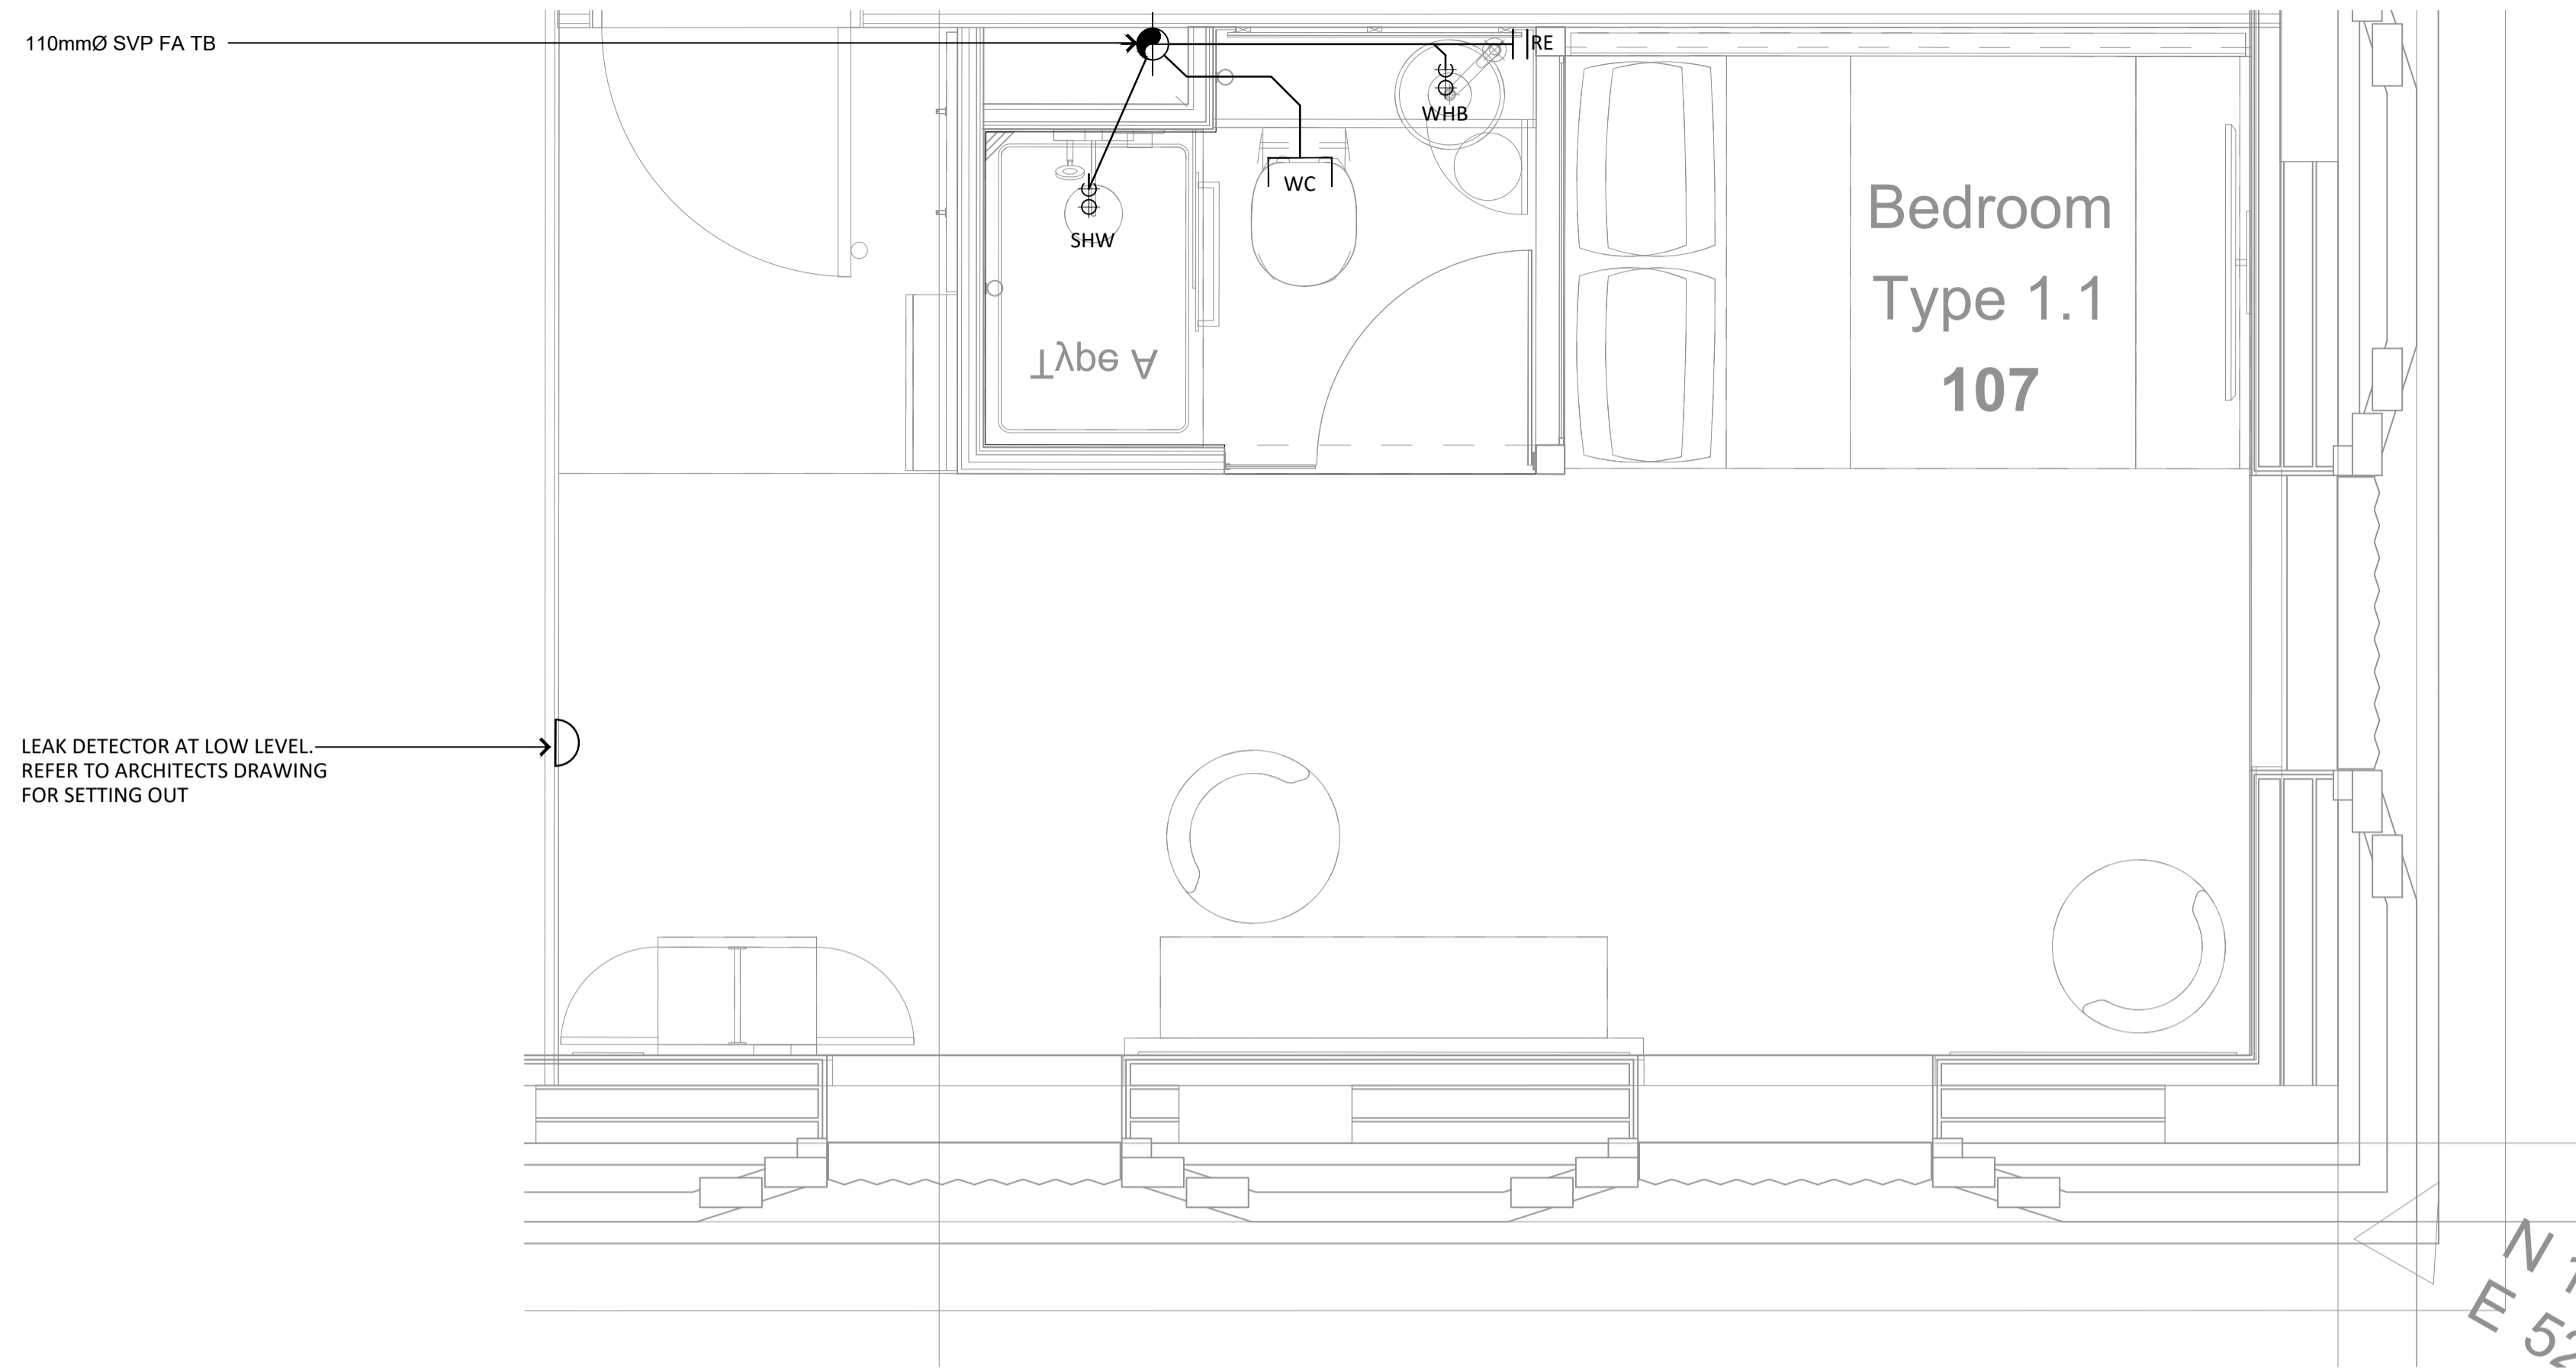 110mmØ SVP FA TB
RE
WHB
WC
SHW
Type A
Bedroom
Type 1.1
107
LEAK DETECTOR AT LOW LEVEL.
REFER TO ARCHITECTS DRAWING
FOR SETTING OUT
N
E 52